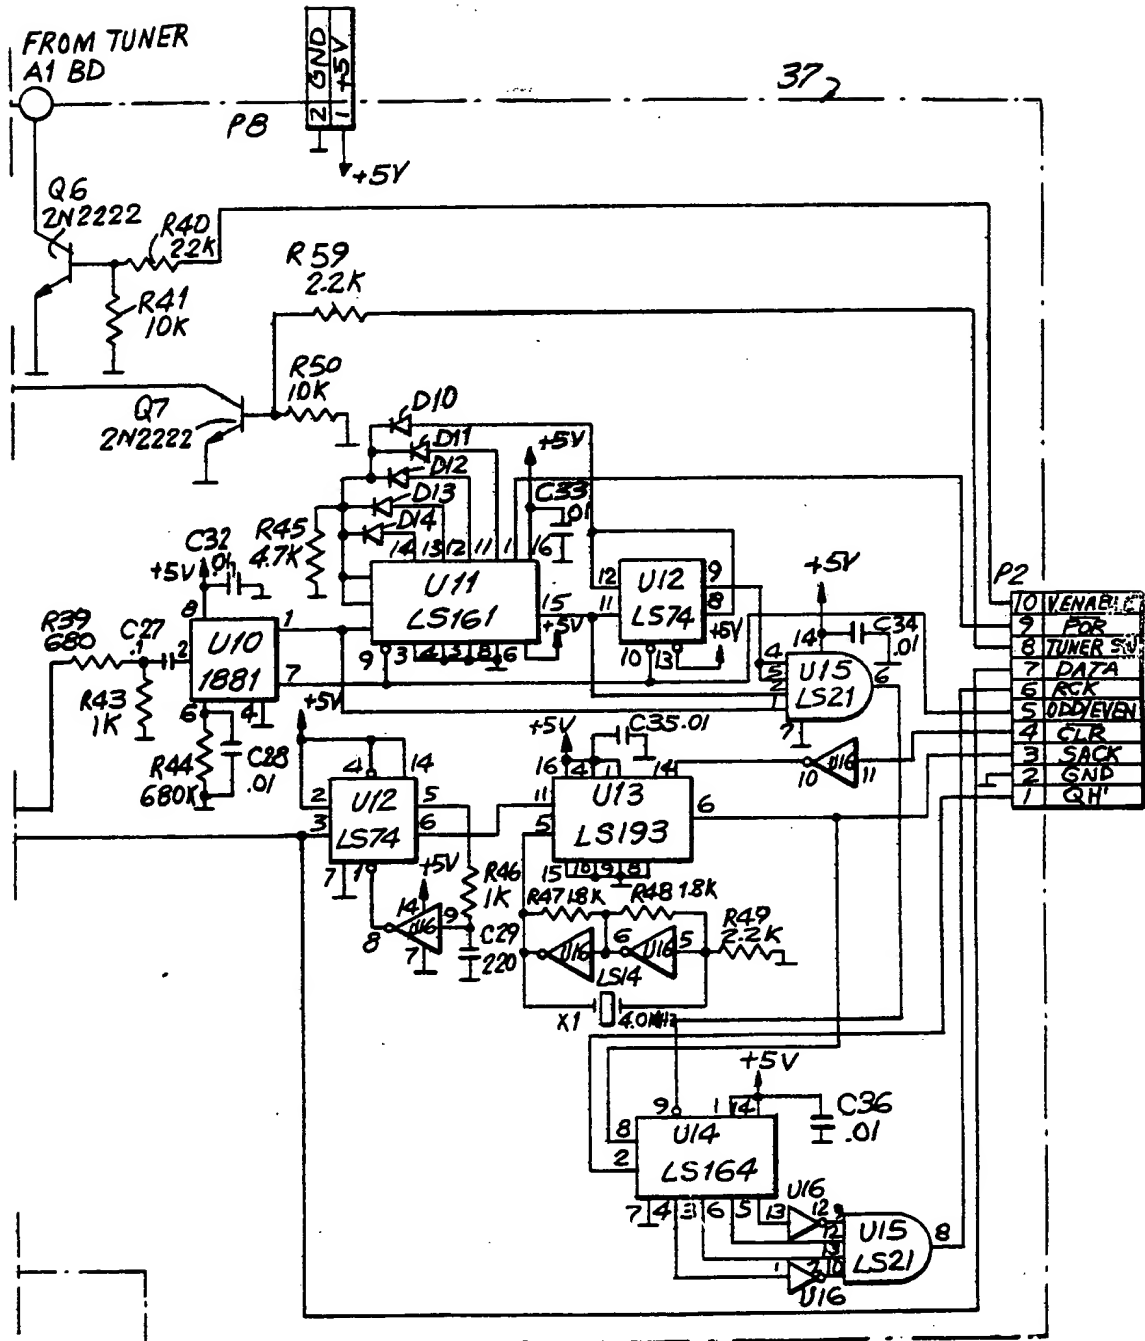 FROM TUNER
A1 BD
2 GND
1 +5V
P8
+5V
37
Q6
2N2222
R40
22K
R41
10K
R59
2.2K
R50
10K
Q7
2N2222
D10
D11
D12
D13
D14
+5V
C33
.01
R45
4.7K
14 13 12 11 1 16
U11
LS161
15
+5V
9 3 4 5 8 6
C32
.01
+5V
8
R39
680
C.27
.1
2
U10
1881
1
7
6 4
R43
1K
R44
680K
C28
.01
12
11
U12
LS74
9
8
10 13
+5V
+5V
14
C34
.01
4
5
2
1
U15
LS21
6
7
P2
10 V.ENABLE
9 POR
8 TUNER SW
7 DATA
6 RCK
5 ODD/EVEN
4 CLR
3 SACK
2 GND
1 QH'
+5V
4 14
2
3
U12
LS74
5
6
7 1
+5V
14
U16
8 9
7
R46
1K
C29
220
+5V
C35.01
16 4 1 14
11
5
U13
LS193
6
15 10 9 8
10 U16 11
R47 1.8K
R48 1.8K
R49
2.2K
U16
6 U16 5
LS14
X1
4.0MHz
+5V
9 1 14
C36
.01
8
2
U14
LS164
7 4 3 6 5
U16
13 12
1 2
U16
9
12
13
10
U15
LS21
8